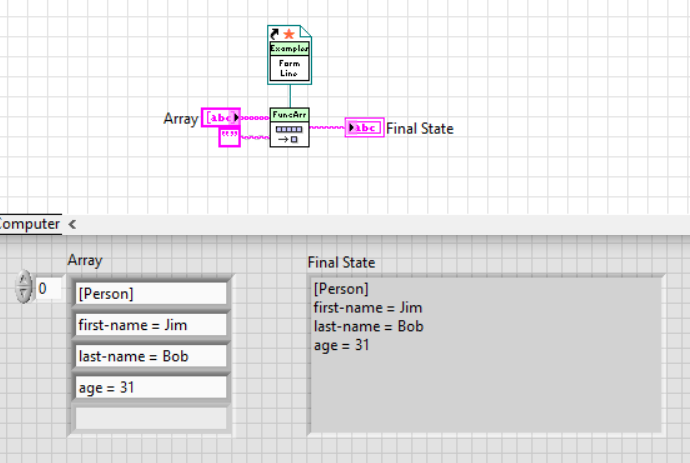 Examples
Form
Line
Array
[abc
FuncArr
abc
Final State
""
Computer <
Array
Final State
0
[Person]
first-name = Jim
last-name = Bob
age = 31
[Person]
first-name = Jim
last-name = Bob
age = 31